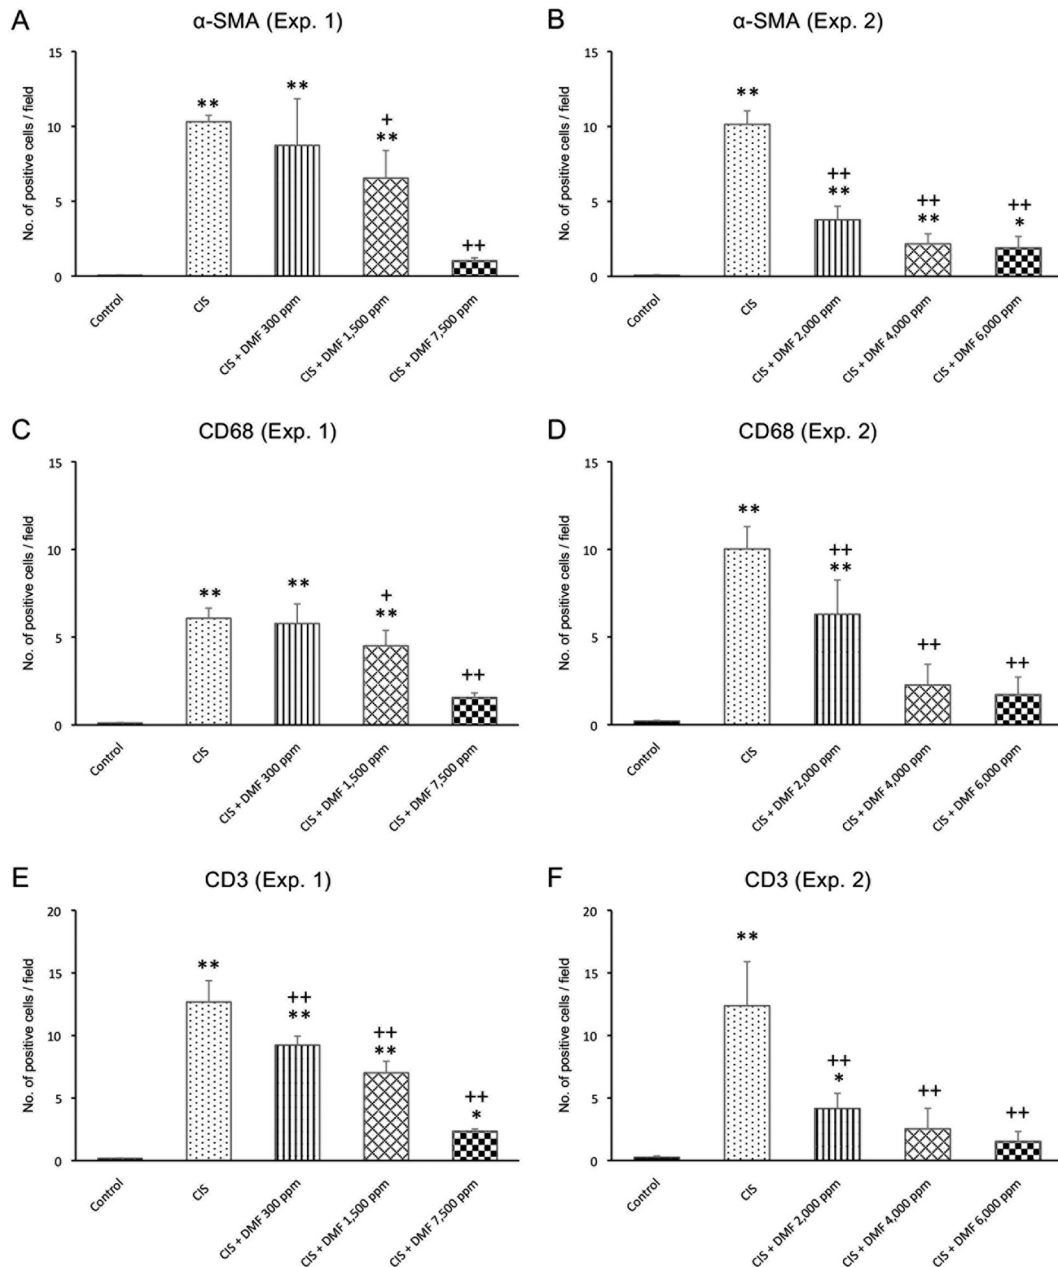 A
α-SMA (Exp. 1)
No. of positive cells / field
15
10
5
0
**
**
+
**
++
Control
CIS
CIS + DMF 300 ppm
CIS + DMF 1,500 ppm
CIS + DMF 7,500 ppm
B
α-SMA (Exp. 2)
No. of positive cells / field
15
10
5
0
**
++
**
++
**
++
*
Control
CIS
CIS + DMF 2,000 ppm
CIS + DMF 4,000 ppm
CIS + DMF 6,000 ppm
C
CD68 (Exp. 1)
No. of positive cells / field
15
10
5
0
**
**
+
**
++
Control
CIS
CIS + DMF 300 ppm
CIS + DMF 1,500 ppm
CIS + DMF 7,500 ppm
D
CD68 (Exp. 2)
No. of positive cells / field
15
10
5
0
**
++
**
++
++
Control
CIS
CIS + DMF 2,000 ppm
CIS + DMF 4,000 ppm
CIS + DMF 6,000 ppm
E
CD3 (Exp. 1)
No. of positive cells / field
20
15
10
5
0
**
++
**
++
**
++
*
Control
CIS
CIS + DMF 300 ppm
CIS + DMF 1,500 ppm
CIS + DMF 7,500 ppm
F
CD3 (Exp. 2)
No. of positive cells / field
20
15
10
5
0
**
++
*
++
++
Control
CIS
CIS + DMF 2,000 ppm
CIS + DMF 4,000 ppm
CIS + DMF 6,000 ppm